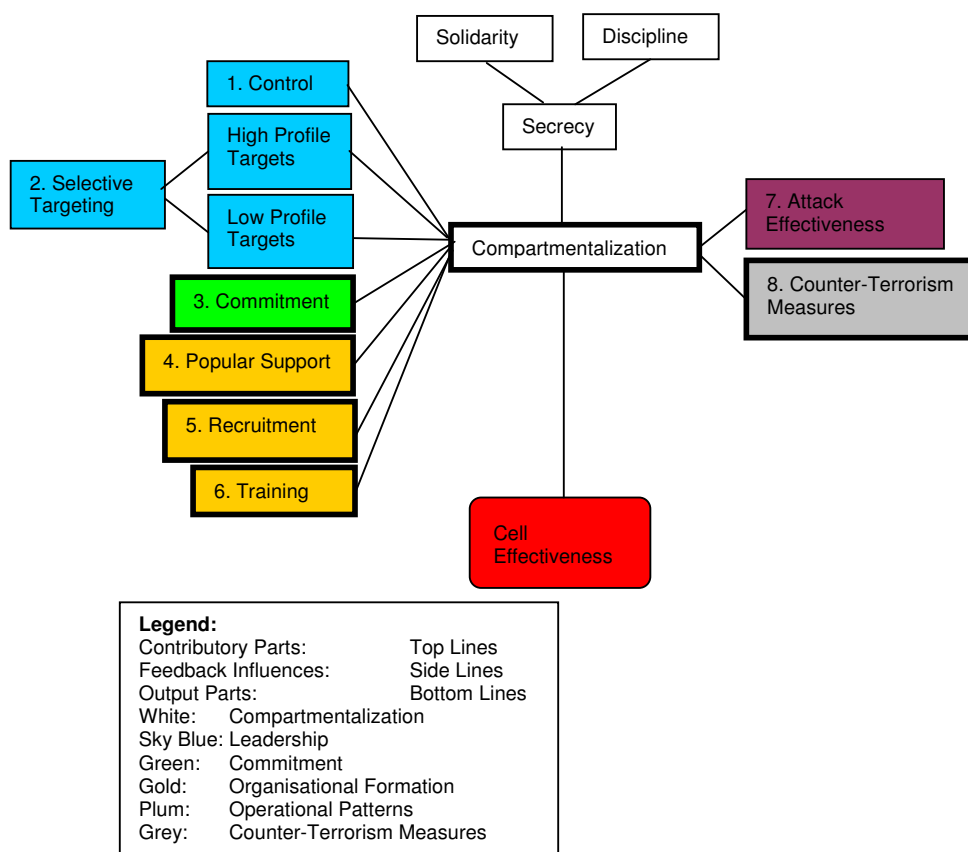 Solidarity
Discipline
1. Control
Secrecy
High Profile
Targets
2. Selective
Targeting
Low Profile
Targets
7. Attack
Effectiveness
Compartmentalization
8. Counter-Terrorism
Measures
3. Commitment
4. Popular Support
5. Recruitment
6. Training
Cell
Effectiveness
Legend:
Contributory Parts: Top Lines
Feedback Influences: Side Lines
Output Parts: Bottom Lines
White: Compartmentalization
Sky Blue: Leadership
Green: Commitment
Gold: Organisational Formation
Plum: Operational Patterns
Grey: Counter-Terrorism Measures